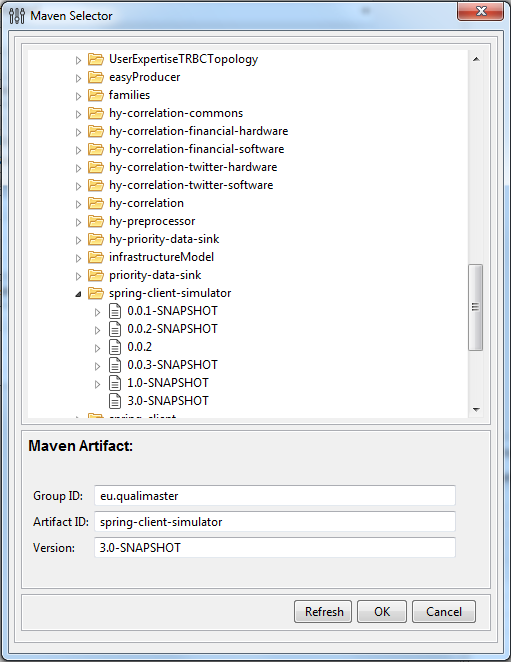 Maven Selector
UserExpertiseTRBCTopology
easyProducer
families
hy-correlation-commons
hy-correlation-financial-hardware
hy-correlation-financial-software
hy-correlation-twitter-hardware
hy-correlation-twitter-software
hy-correlation
hy-preprocessor
hy-priority-data-sink
infrastructureModel
priority-data-sink
spring-client-simulator
0.0.1-SNAPSHOT
0.0.2-SNAPSHOT
0.0.2
0.0.3-SNAPSHOT
1.0-SNAPSHOT
3.0-SNAPSHOT
spring-client
Maven Artifact:
Group ID: eu.qualimaster
Artifact ID: spring-client-simulator
Version: 3.0-SNAPSHOT
Refresh OK Cancel